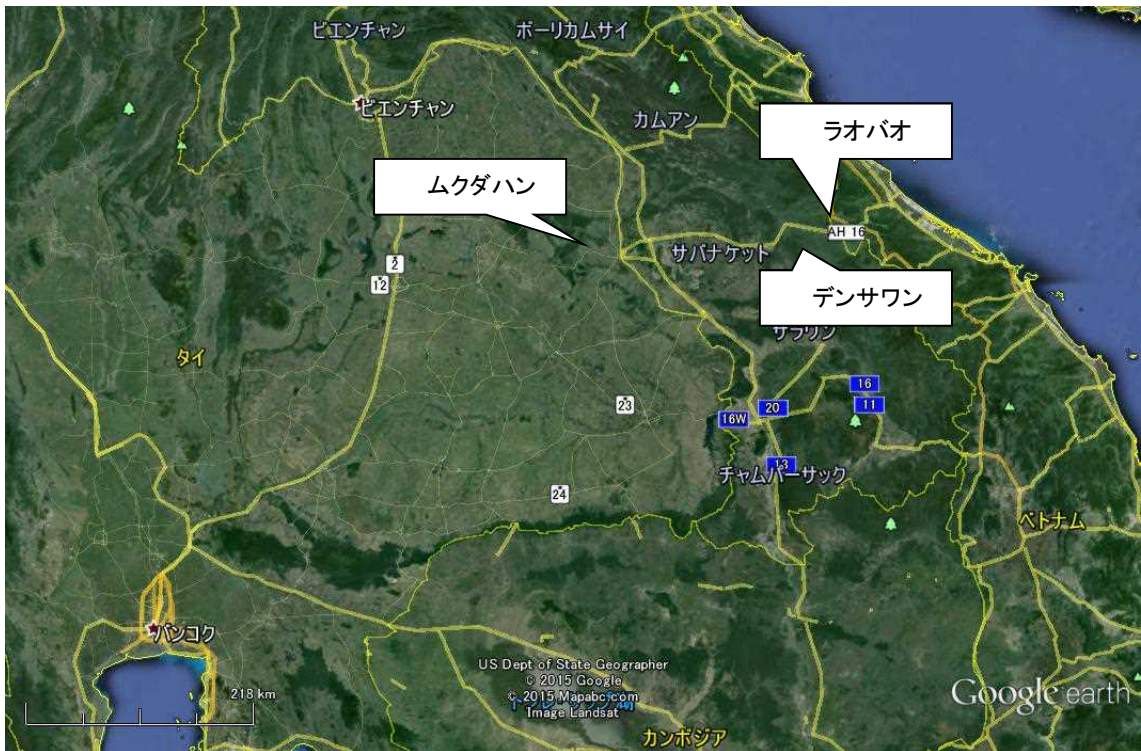 ビエンチャン
ボーリカムサイ
ビエンチャン
カムアン
ラオバオ
ムクダハン
AH 16
サバナケット
2
12
デンサワン
サラワン
タイ
16
11
23
20
16W
13
チャムパーサック
24
ベトナム
バンコク
US Dept of State Geographer
© 2015 Google
© 2015 Mapabc.com
Image Landsat
218 km
Google earth
カンボジア